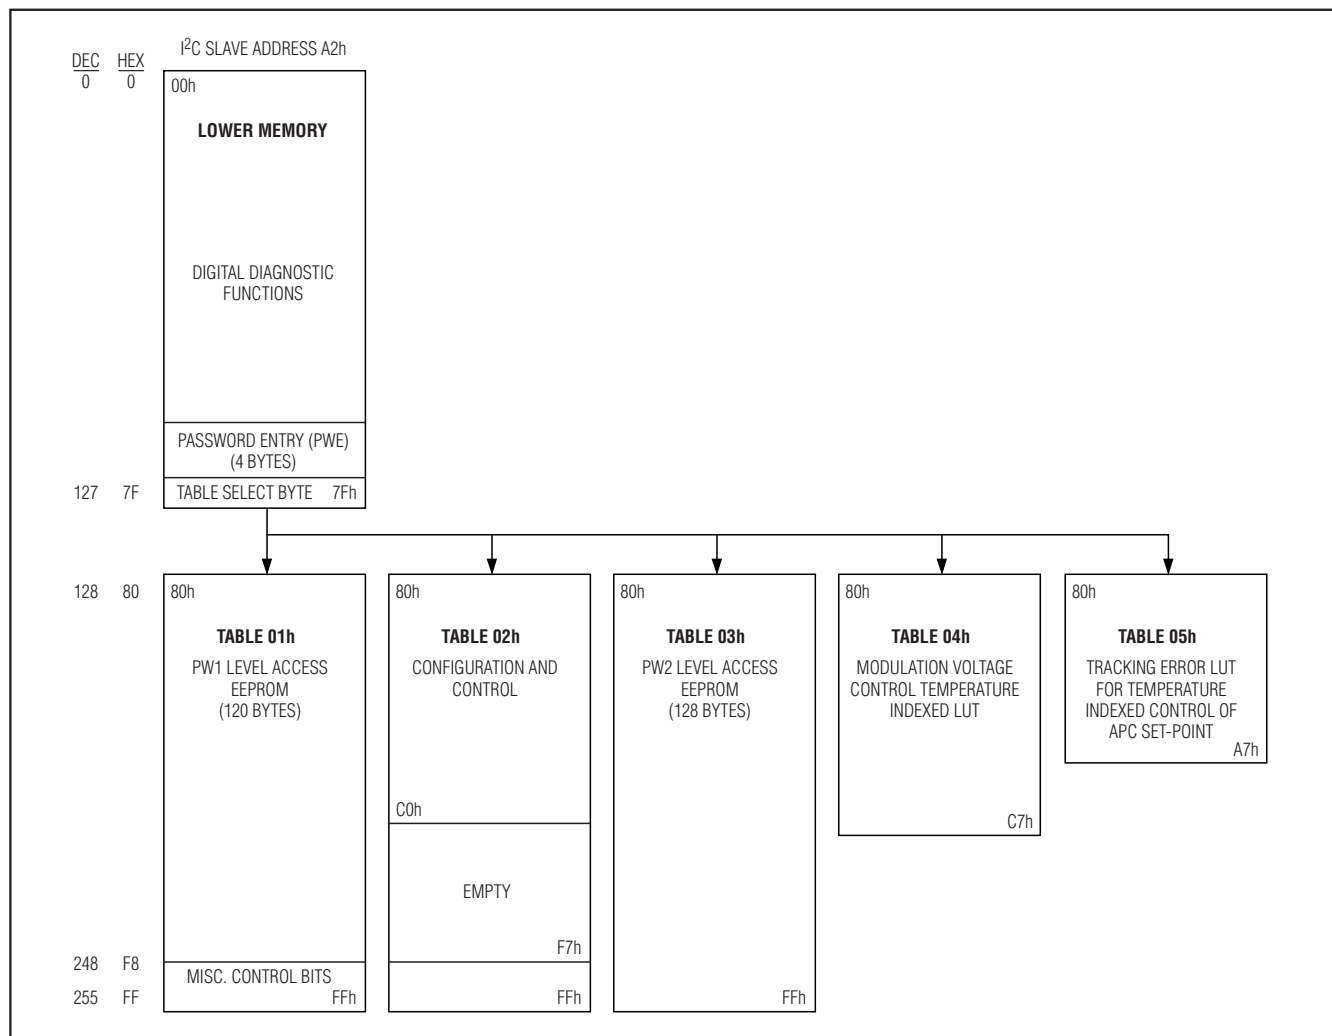 I2C SLAVE ADDRESS A2h
DEC HEX
0 0
00h
LOWER MEMORY
DIGITAL DIAGNOSTIC
FUNCTIONS
PASSWORD ENTRY (PWE)
(4 BYTES)
127 7F
TABLE SELECT BYTE 7Fh
128 80
80h
TABLE 01h
PW1 LEVEL ACCESS
EEPROM
(120 BYTES)
248 F8
MISC. CONTROL BITS
255 FF
FFh
80h
TABLE 02h
CONFIGURATION AND
CONTROL
C0h
EMPTY
F7h
FFh
80h
TABLE 03h
PW2 LEVEL ACCESS
EEPROM
(128 BYTES)
FFh
80h
TABLE 04h
MODULATION VOLTAGE
CONTROL TEMPERATURE
INDEXED LUT
C7h
80h
TABLE 05h
TRACKING ERROR LUT
FOR TEMPERATURE
INDEXED CONTROL OF
APC SET-POINT
A7h